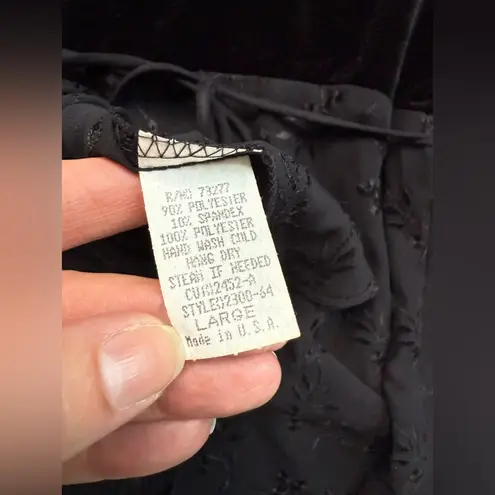 R/N# 73277
90% POLYESTER
10% SPANDEX
100% POLYESTER
HAND WASH COLD
HANG DRY
STEAM IF NEEDED
CUT#2452-A
STYLE#2300-64
LARGE
Made in U.S.A.